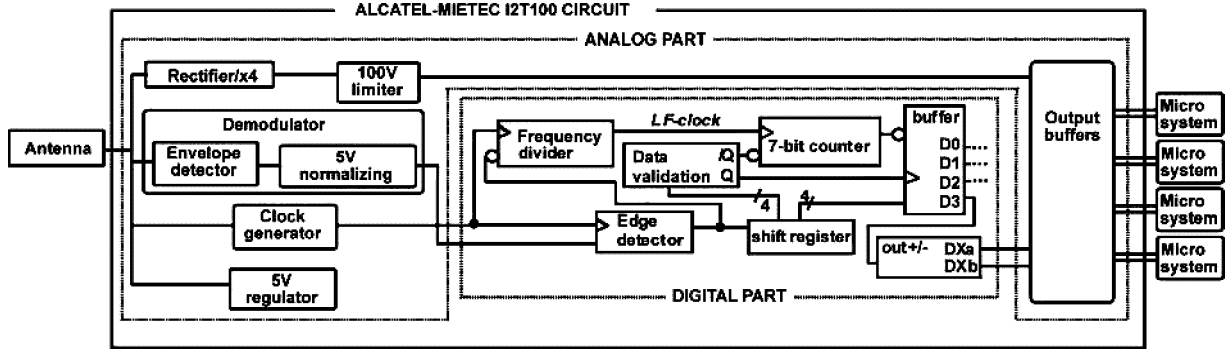 ALCATEL-MIETEC I2T100 CIRCUIT
ANALOG PART
Rectifier/x4
100V
limiter
Demodulator
Envelope
detector
5V
normalizing
Antenna
Clock
generator
5V
regulator
Frequency
divider
LF-clock
7-bit counter
Data
validation
/Q
Q
buffer
D0
D1
D2
D3
4
4
Edge
detector
shift register
out+/-
DXa
DXb
DIGITAL PART
Output
buffers
Micro
system
Micro
system
Micro
system
Micro
system